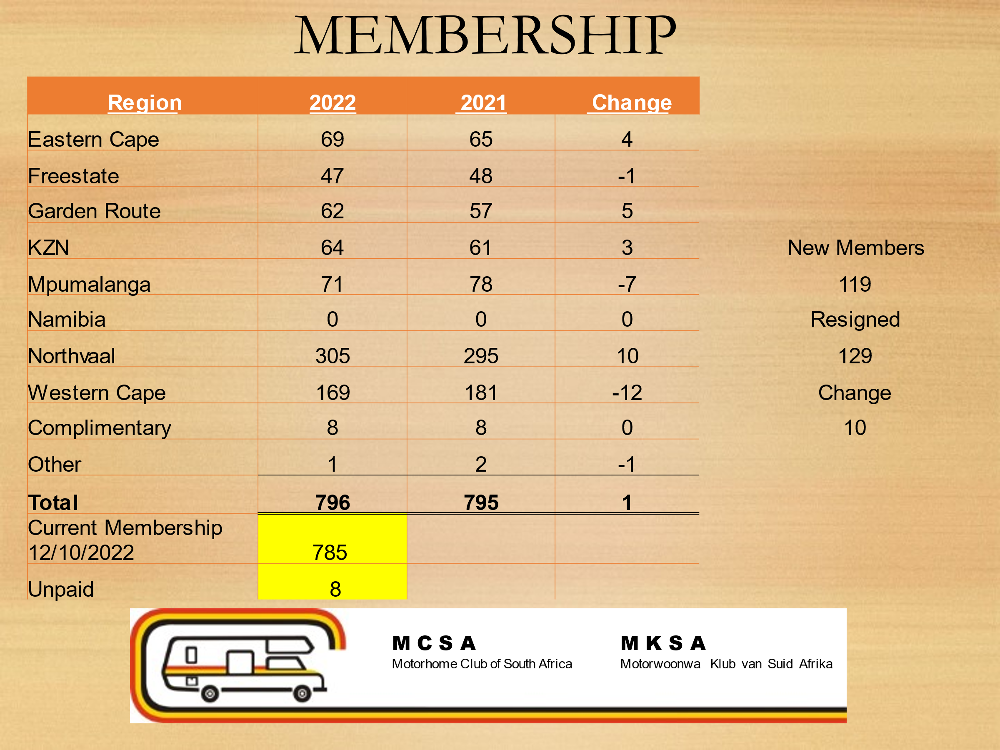 MEMBERSHIP
Region 2022 2021 Change
Eastern Cape 69 65 4
Freestate 47 48 -1
Garden Route 62 57 5
KZN 64 61 3 New Members
Mpumalanga 71 78 -7 119
Namibia 0 0 0 Resigned
Northvaal 305 295 10 129
Western Cape 169 181 -12 Change
Complimentary 8 8 0 10
Other 1 2 -1
Total 796 795 1
Current Membership
12/10/2022 785
Unpaid 8
M C S A M K S A
Motorhome Club of South Africa Motorwoonwa Klub van Suid Afrika